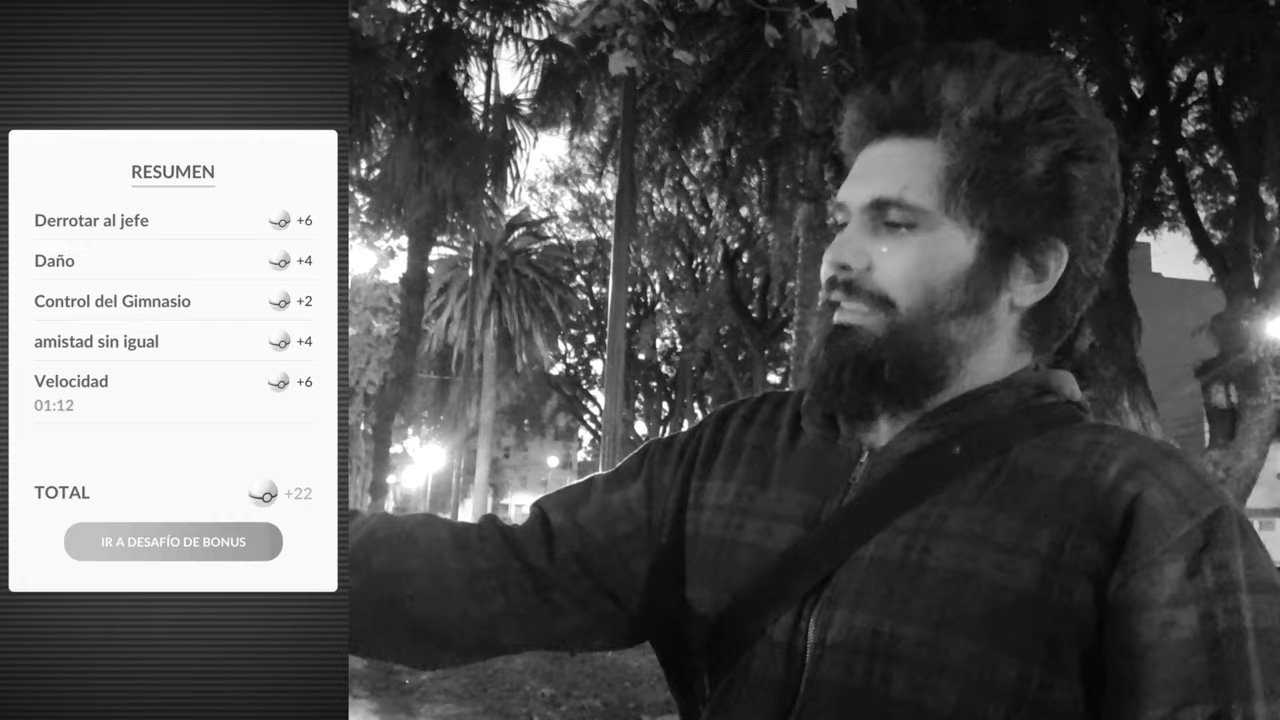 RESUMEN
Derrotar al jefe +6
Daño +4
Control del Gimnasio +2
amistad sin igual +4
Velocidad +6
01:12
TOTAL +22
IR A DESAFÍO DE BONUS